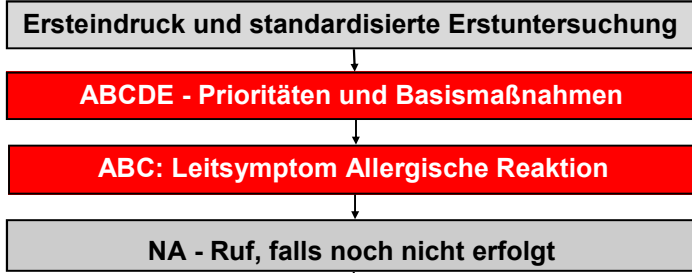 Ersteindruck und standardisierte Erstuntersuchung
ABCDE - Prioritäten und Basismaßnahmen
ABC: Leitsymptom Allergische Reaktion
NA - Ruf, falls noch nicht erfolgt